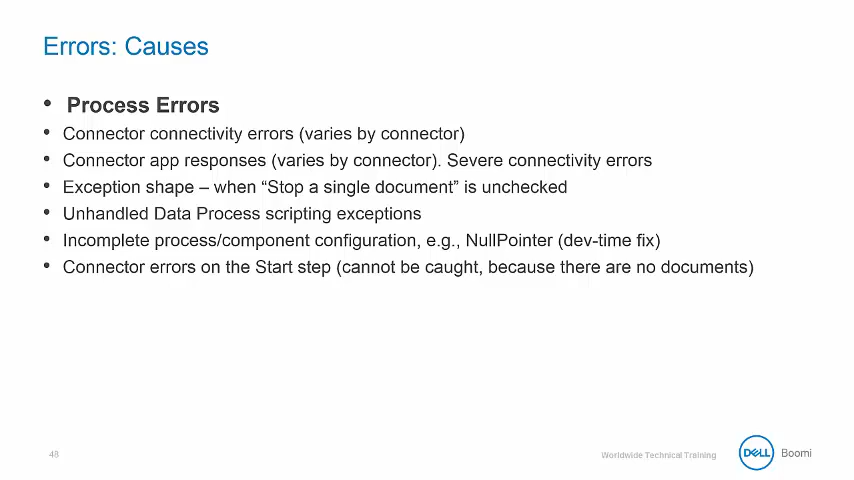 Errors: Causes
• Process Errors
• Connector connectivity errors (varies by connector)
• Connector app responses (varies by connector). Severe connectivity errors
• Exception shape – when “Stop a single document” is unchecked
• Unhandled Data Process scripting exceptions
• Incomplete process/component configuration, e.g., NullPointer (dev-time fix)
• Connector errors on the Start step (cannot be caught, because there are no documents)
48
Worldwide Technical Training
DELL Boomi